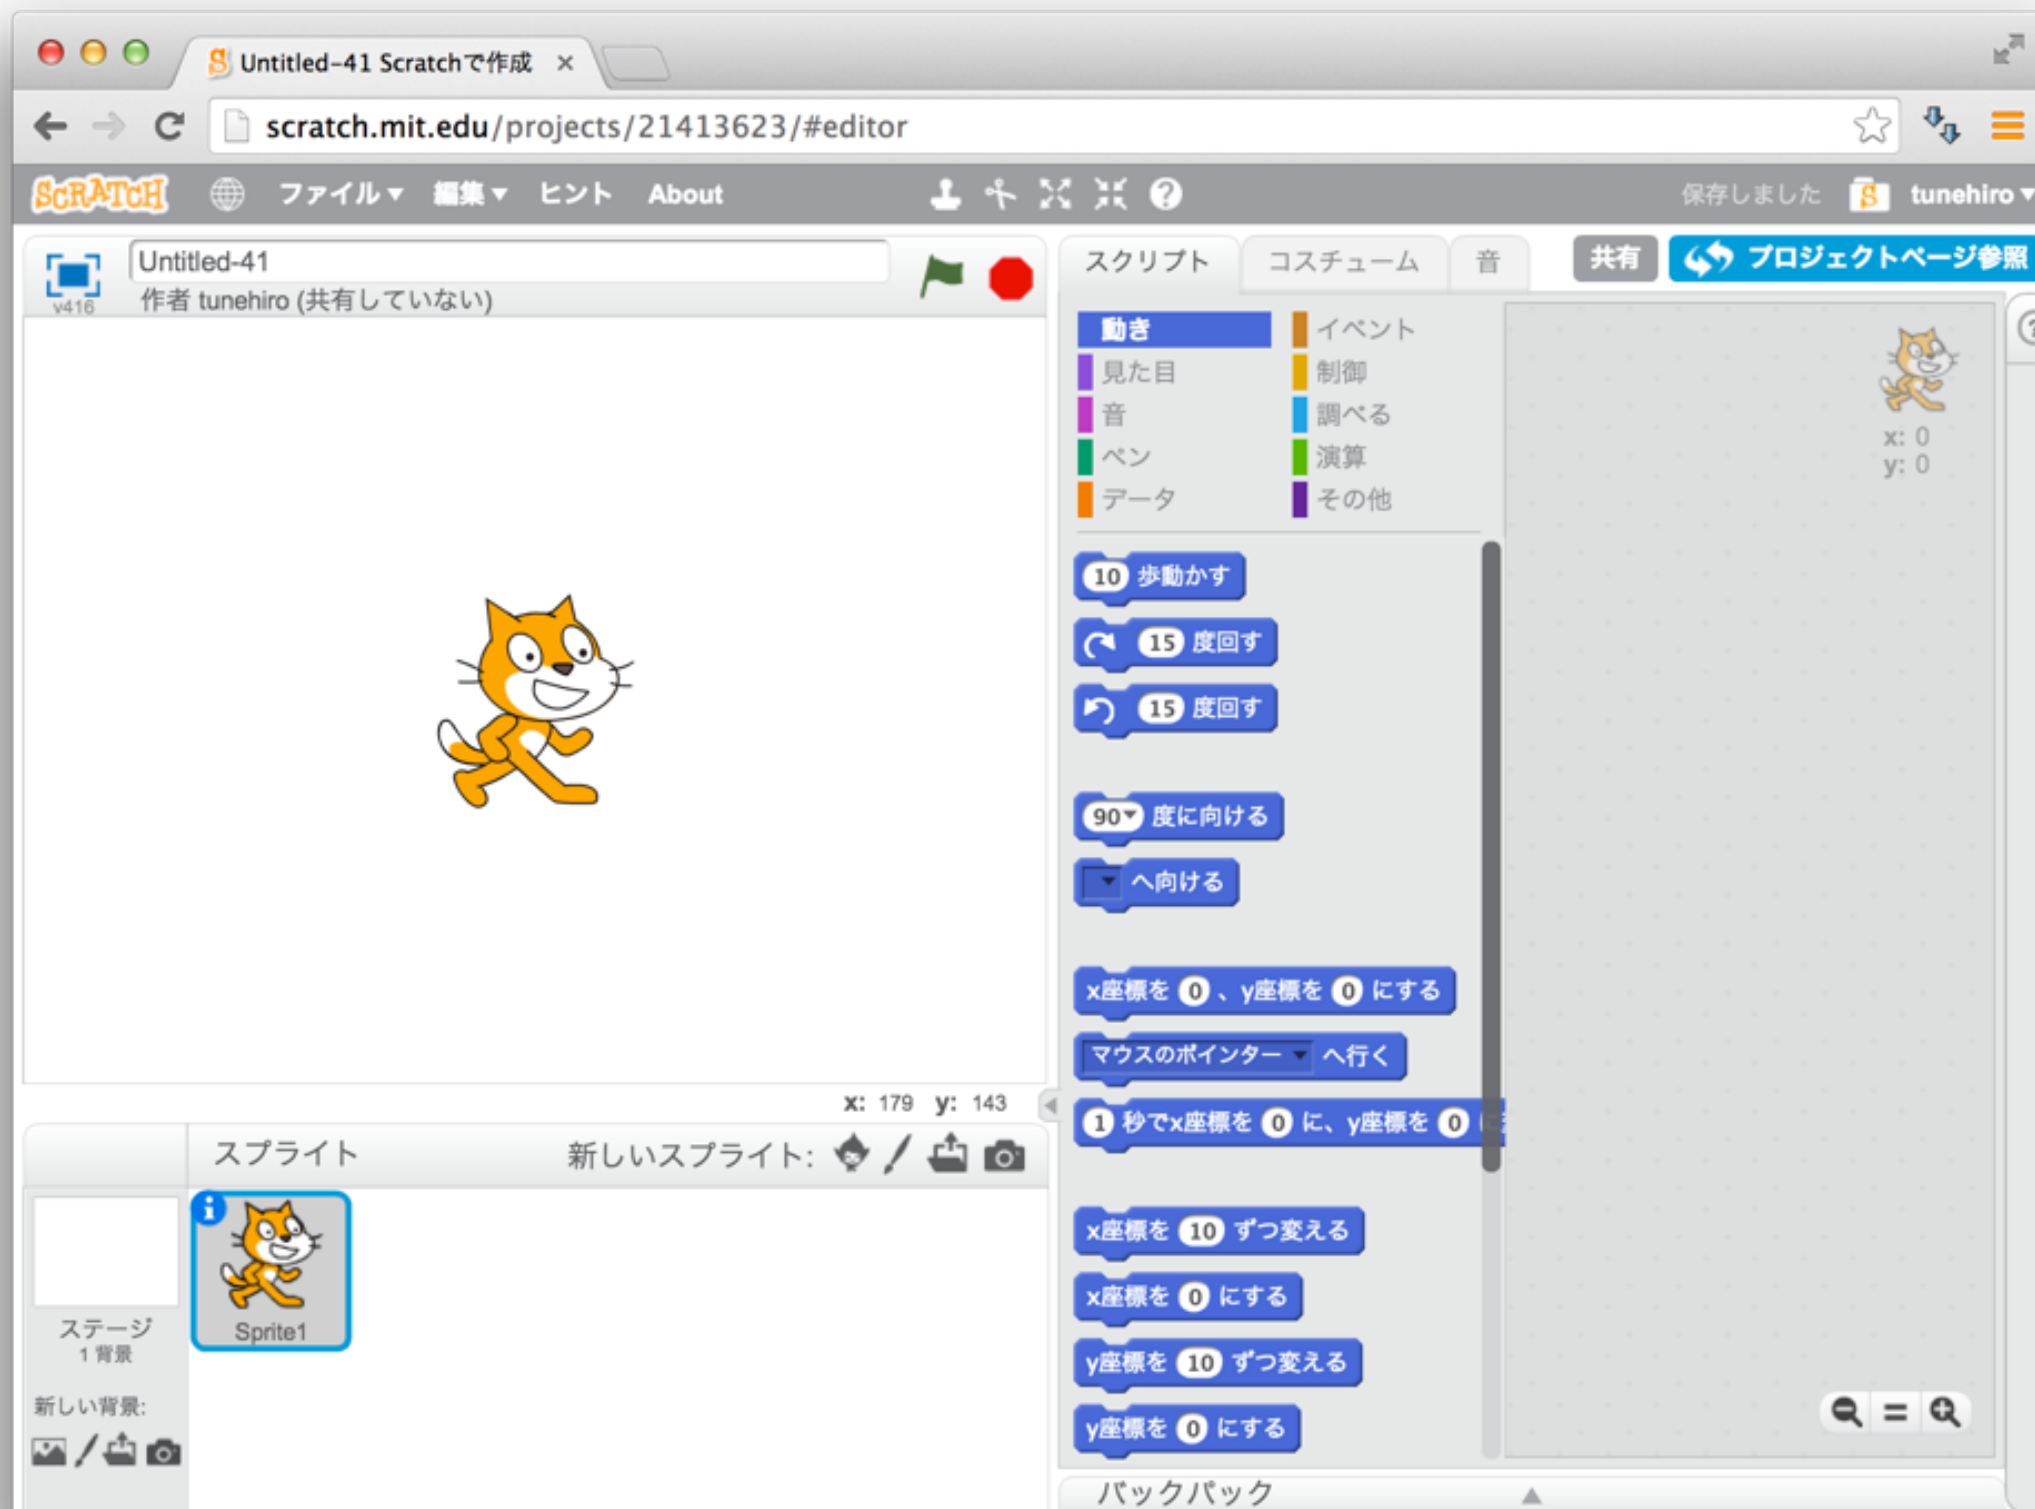 Untitled-41 Scratchで作成
scratch.mit.edu/projects/21413623/#editor
SCRATCH ファイル 編集 ヒント About 保存しました tunehiro
Untitled-41
v416 作者 tunehiro (共有していない)
スクリプト コスチューム 音 共有 プロジェクトページ参照
動き イベント
見た目 制御
音 調べる
ペン 演算
データ その他
x: 0
y: 0
10 歩動かす
15 度回す
15 度回す
90 度に向ける
へ向ける
x座標を 0 、y座標を 0 にする
マウスのポインター へ行く
1 秒でx座標を 0 に、y座標を 0 に
x座標を 10 ずつ変える
x座標を 0 にする
y座標を 10 ずつ変える
y座標を 0 にする
x: 179 y: 143
スプライト 新しいスプライト:
Sprite1
ステージ
1 背景
新しい背景:
バックパック